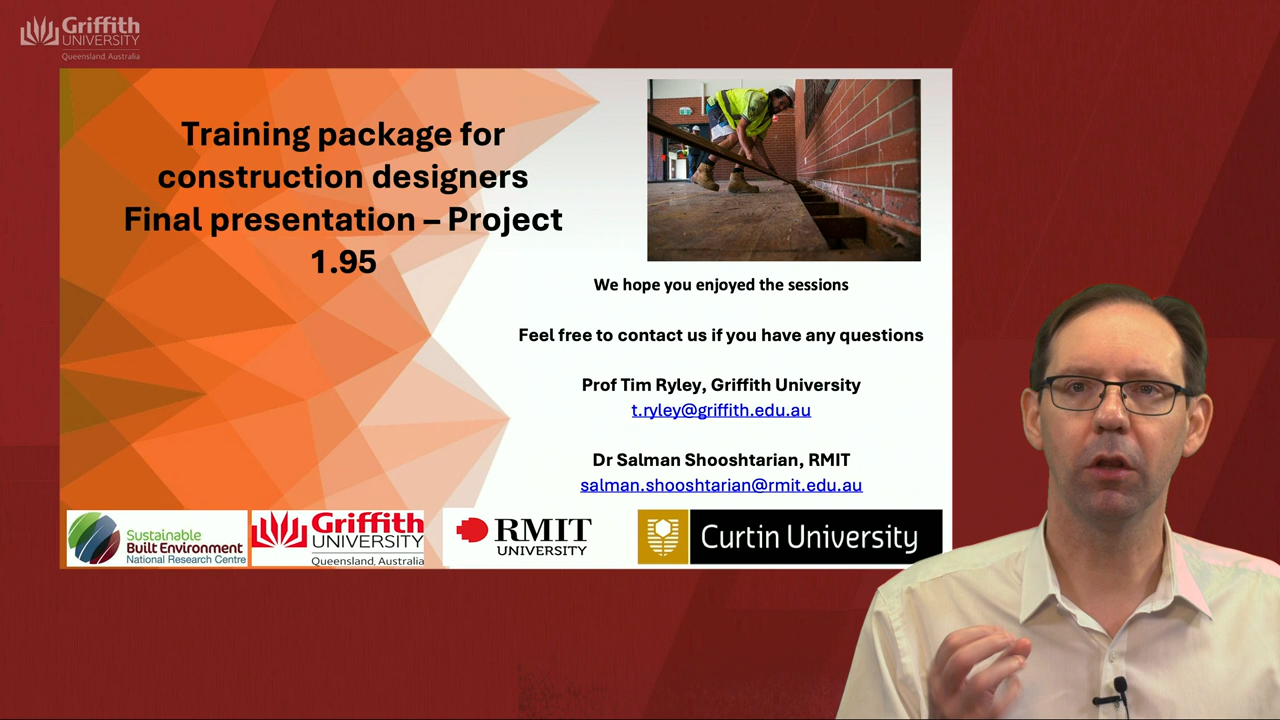 Griffith
UNIVERSITY
Queensland, Australia
Training package for
construction designers
Final presentation – Project
1.95
We hope you enjoyed the sessions
Feel free to contact us if you have any questions
Prof Tim Ryley, Griffith University
t.ryley@griffith.edu.au
Dr Salman Shooshtarian, RMIT
salman.shooshtarian@rmit.edu.au
Sustainable
Built Environment
National Research Centre
Griffith
UNIVERSITY
Queensland, Australia
RMIT
UNIVERSITY
Curtin University